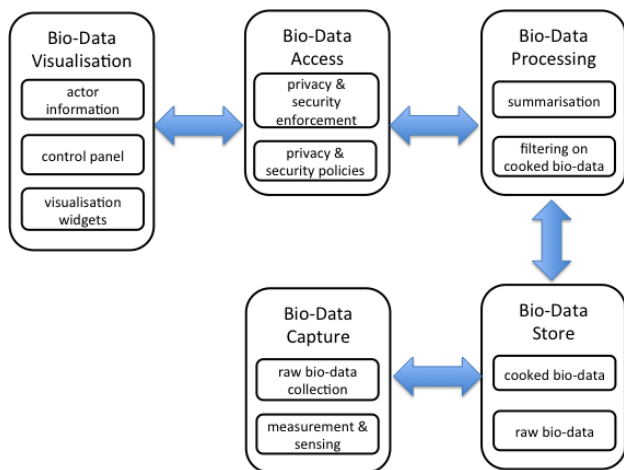 Bio-Data
Visualisation
actor
information
control panel
visualisation
widgets
Bio-Data
Access
privacy &
security
enforcement
privacy &
security policies
Bio-Data
Processing
summarisation
filtering on
cooked bio-data
Bio-Data
Capture
raw bio-data
collection
measurement &
sensing
Bio-Data
Store
cooked bio-data
raw bio-data